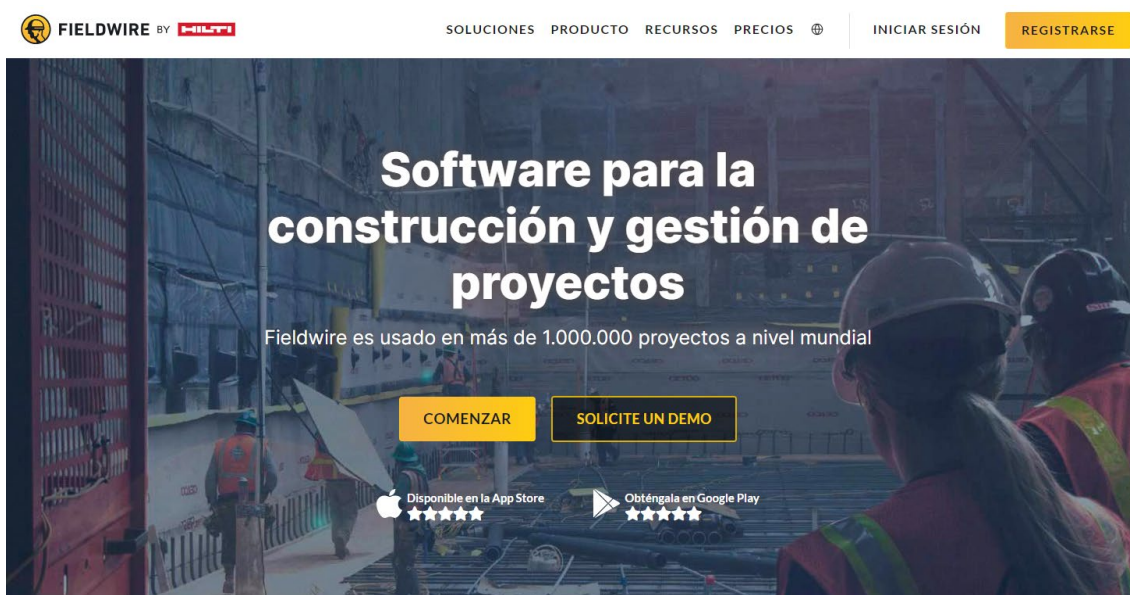 FIELDWIRE BY HILTI
SOLUCIONES PRODUCTO RECURSOS PRECIOS INICIAR SESIÓN REGISTRARSE
Software para la
construcción y gestión de
proyectos
Fieldwire es usado en más de 1.000.000 proyectos a nivel mundial
COMENZAR SOLICITE UN DEMO
Disponible en la App Store Obténgala en Google Play